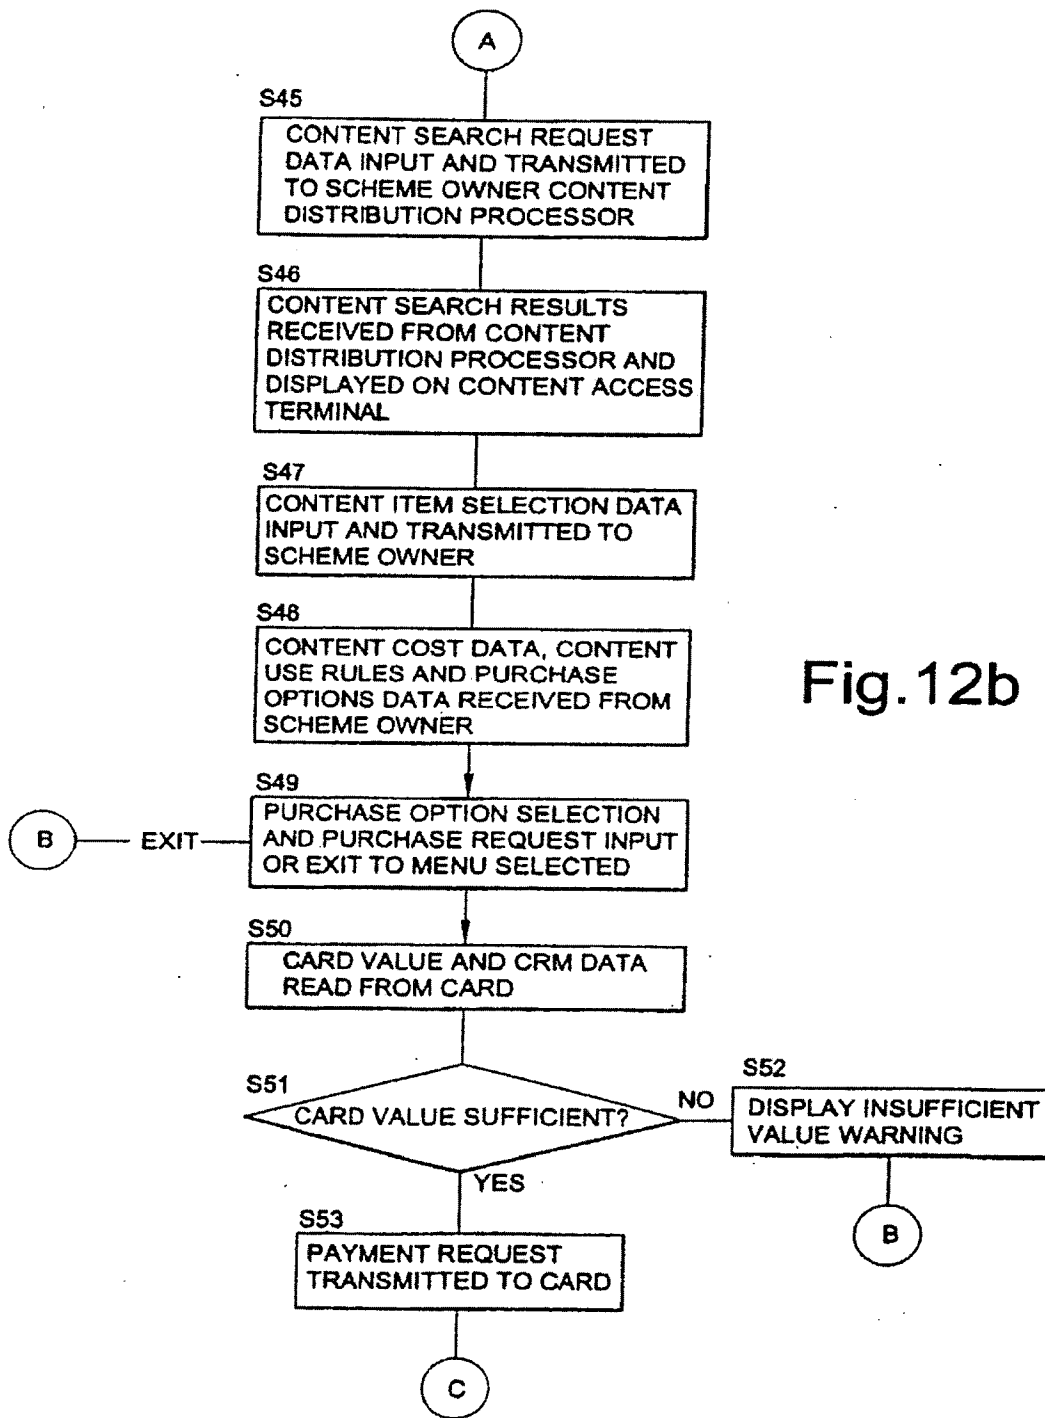 A
S45
CONTENT SEARCH REQUEST
DATA INPUT AND TRANSMITTED
TO SCHEME OWNER CONTENT
DISTRIBUTION PROCESSOR
S46
CONTENT SEARCH RESULTS
RECEIVED FROM CONTENT
DISTRIBUTION PROCESSOR AND
DISPLAYED ON CONTENT ACCESS
TERMINAL
S47
CONTENT ITEM SELECTION DATA
INPUT AND TRANSMITTED TO
SCHEME OWNER
S48
CONTENT COST DATA, CONTENT
USE RULES AND PURCHASE
OPTIONS DATA RECEIVED FROM
SCHEME OWNER
Fig.12b
S49
PURCHASE OPTION SELECTION
AND PURCHASE REQUEST INPUT
OR EXIT TO MENU SELECTED
B
EXIT
S50
CARD VALUE AND CRM DATA
READ FROM CARD
S51
CARD VALUE SUFFICIENT?
NO
S52
DISPLAY INSUFFICIENT
VALUE WARNING
B
YES
S53
PAYMENT REQUEST
TRANSMITTED TO CARD
C